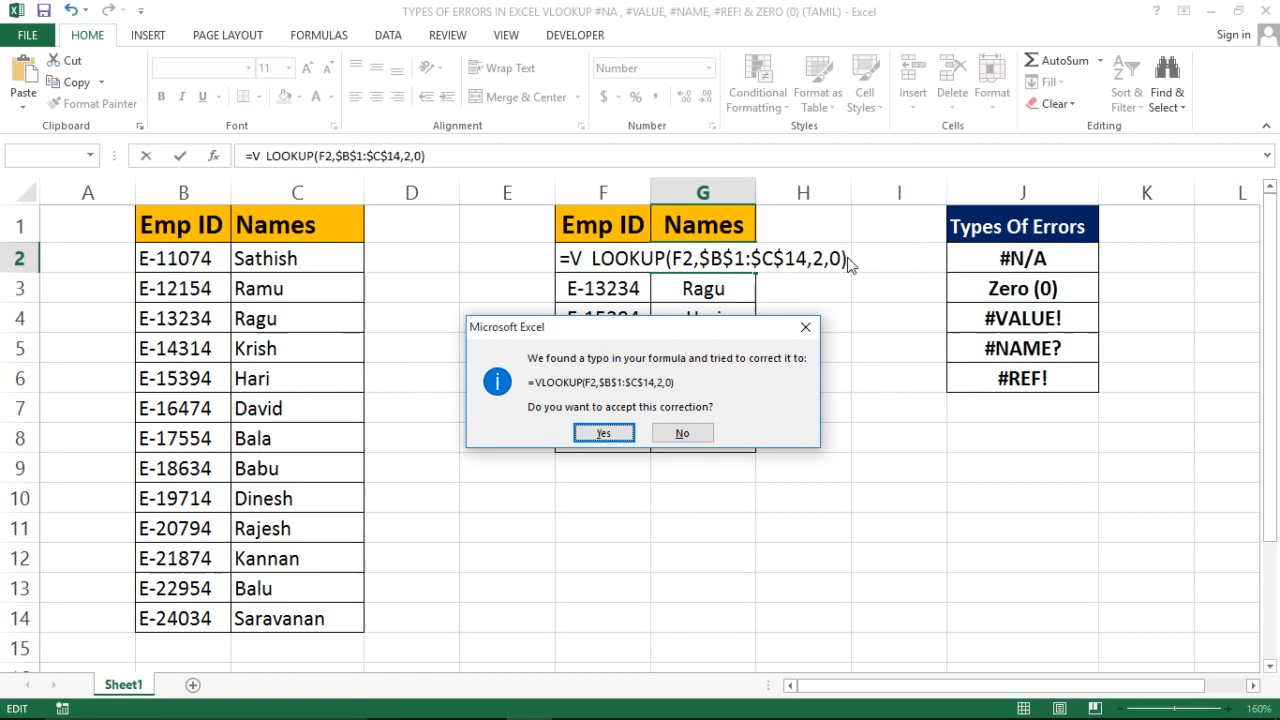 TYPES OF ERRORS IN EXCEL VLOOKUP #NA , #VALUE, #NAME, #REF! & ZERO (0) (TAMIL) - Excel
?
FILE HOME INSERT PAGE LAYOUT FORMULAS DATA REVIEW VIEW DEVELOPER Sign in
Paste
Cut
Copy
Format Painter
Clipboard
11
B I U A
Font
Wrap Text
Merge & Center
Alignment
Number
$ % ,
Number
Conditional Formatting
Format as Table
Cell Styles
Styles
Insert
Delete
Format
Cells
AutoSum
Fill
Clear
Sort & Filter
Find & Select
Editing
fx =V LOOKUP(F2,$B$1:$C$14,2,0)
A B C D E F G H I J K L
1 Emp ID Names Emp ID Names Types Of Errors
2 E-11074 Sathish =V LOOKUP(F2,$B$1:$C$14,2,0) #N/A
3 E-12154 Ramu E-13234 Ragu Zero (0)
4 E-13234 Ragu #VALUE!
5 E-14314 Krish #NAME?
6 E-15394 Hari #REF!
7 E-16474 David
8 E-17554 Bala
9 E-18634 Babu
10 E-19714 Dinesh
11 E-20794 Rajesh
12 E-21874 Kannan
13 E-22954 Balu
14 E-24034 Saravanan
15
Microsoft Excel
We found a typo in your formula and tried to correct it to:
=VLOOKUP(F2,$B$1:$C$14,2,0)
Do you want to accept this correction?
Yes No
Sheet1
EDIT 160%